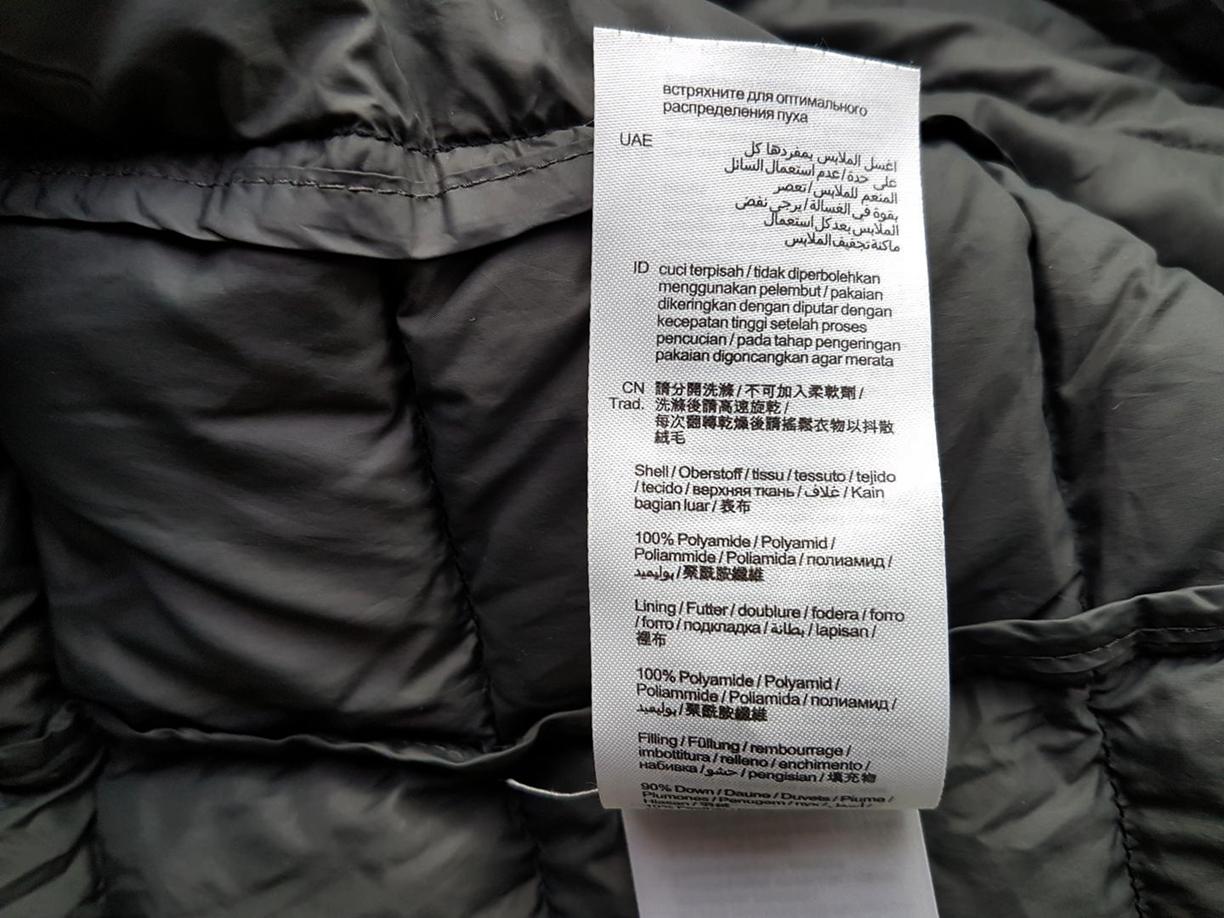 встряхните для оптимального
распределения пуха
UAE
اغسل الملابس بمفردها كل
على حدة/عدم استعمال السائل
المنعم للملابس/تعصر
بقوة في الغسالة/يرجى نفض
الملابس بعدكل استعمال
ماكنة تجفيف الملابس
ID cuci terpisah / tidak diperbolehkan
menggunakan pelembut / pakaian
dikeringkan dengan diputar dengan
kecepatan tinggi setelah proses
pencucian / pada tahap pengeringan
pakaian digoncangkan agar merata
CN 請分開洗滌 / 不可加入柔軟劑 /
Trad. 洗滌後請高速旋乾 /
每次翻轉乾燥後請搖鬆衣物以抖散
絨毛
Shell / Oberstoff / tissu / tessuto / tejido
/ tecido / верхняя ткань / غلاف / Kain
bagian luar / 表布
100% Polyamide / Polyamid /
Poliammide / Poliamida / полиамид /
بوليميد / 聚酰胺纖維
Lining / Futter / doublure / fodera / forro
/ forro / подкладка / بطانة / lapisan /
裡布
100% Polyamide / Polyamid /
Poliammide / Poliamida / полиамид /
بوليميد / 聚酰胺纖維
Filling / Füllung / rembourrage /
imbottitura / relleno / enchimento /
набивка / حشو / pengisian / 填充物
90% Down / Daune / Duvets / Piuma /
Plumones / Penugem / пух /